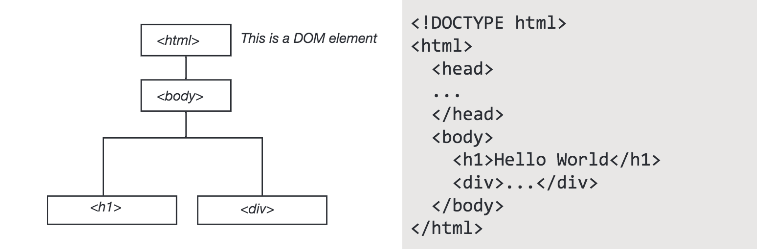 <html> This is a DOM element
<body>
<h1> <div>
<!DOCTYPE html>
<html>
  <head>
  ...
  </head>
  <body>
    <h1>Hello World</h1>
    <div>...</div>
  </body>
</html>